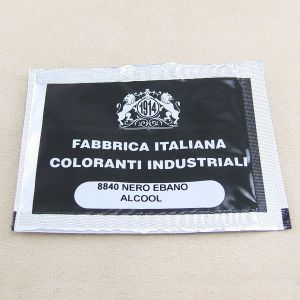 1914
FABBRICA ITALIANA
COLORANTI INDUSTRIALI
8840 NERO EBANO
ALCOOL